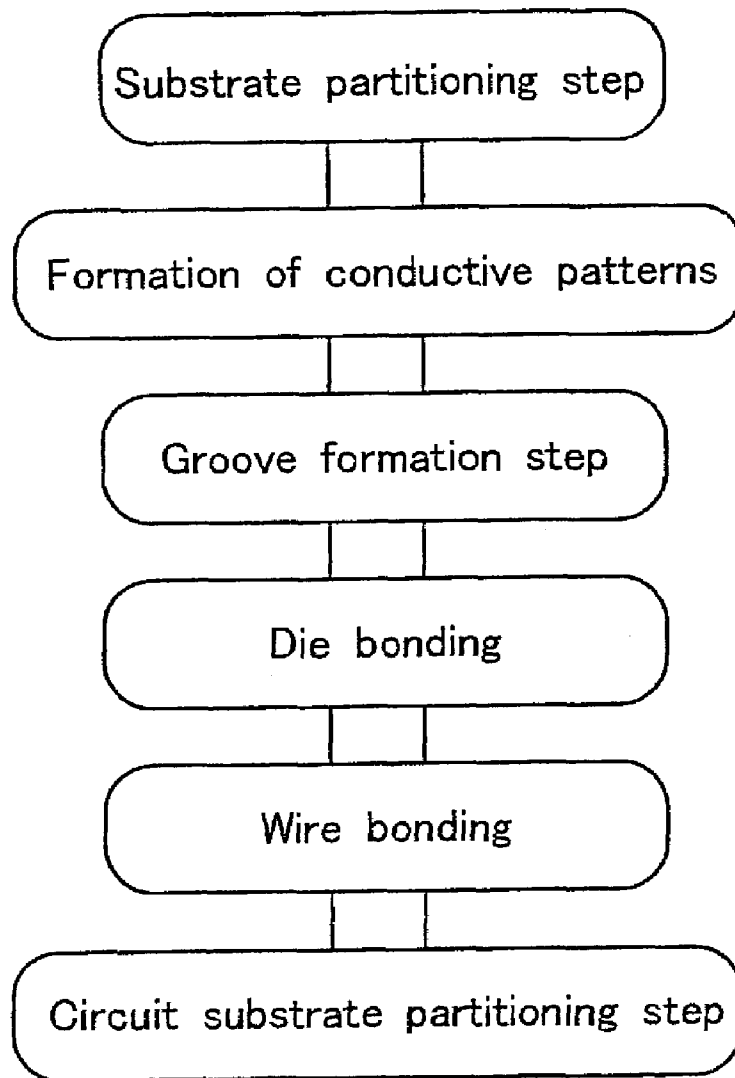 Substrate partitioning step
Formation of conductive patterns
Groove formation step
Die bonding
Wire bonding
Circuit substrate partitioning step